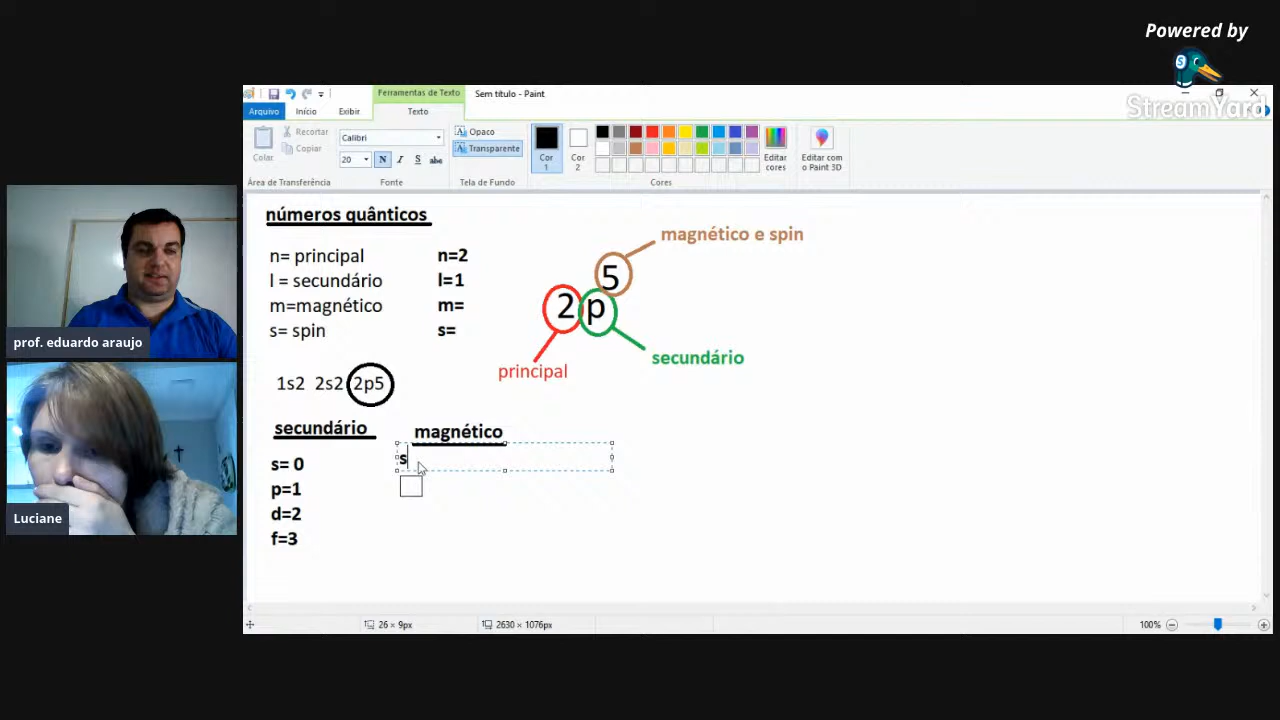 Powered by
StreamYard
Ferramentas de Texto
Sem título - Paint
Arquivo
Início
Exibir
Texto
Colar
Recortar
Copiar
Área de Transferência
Calibri
20
N
I
S
abc
Fonte
Opaco
Transparente
Tela de Fundo
Cor 1
Cor 2
Editar cores
Cores
Editar com o Paint 3D
números quânticos
n= principal
l = secundário
m=magnético
s= spin
n=2
l=1
m=
s=
magnético e spin
5
2p
secundário
principal
1s2 2s2 2p5
secundário
s= 0
p=1
d=2
f=3
magnético
s
prof. eduardo araujo
Luciane
26 × 9px
2630 × 1076px
100%